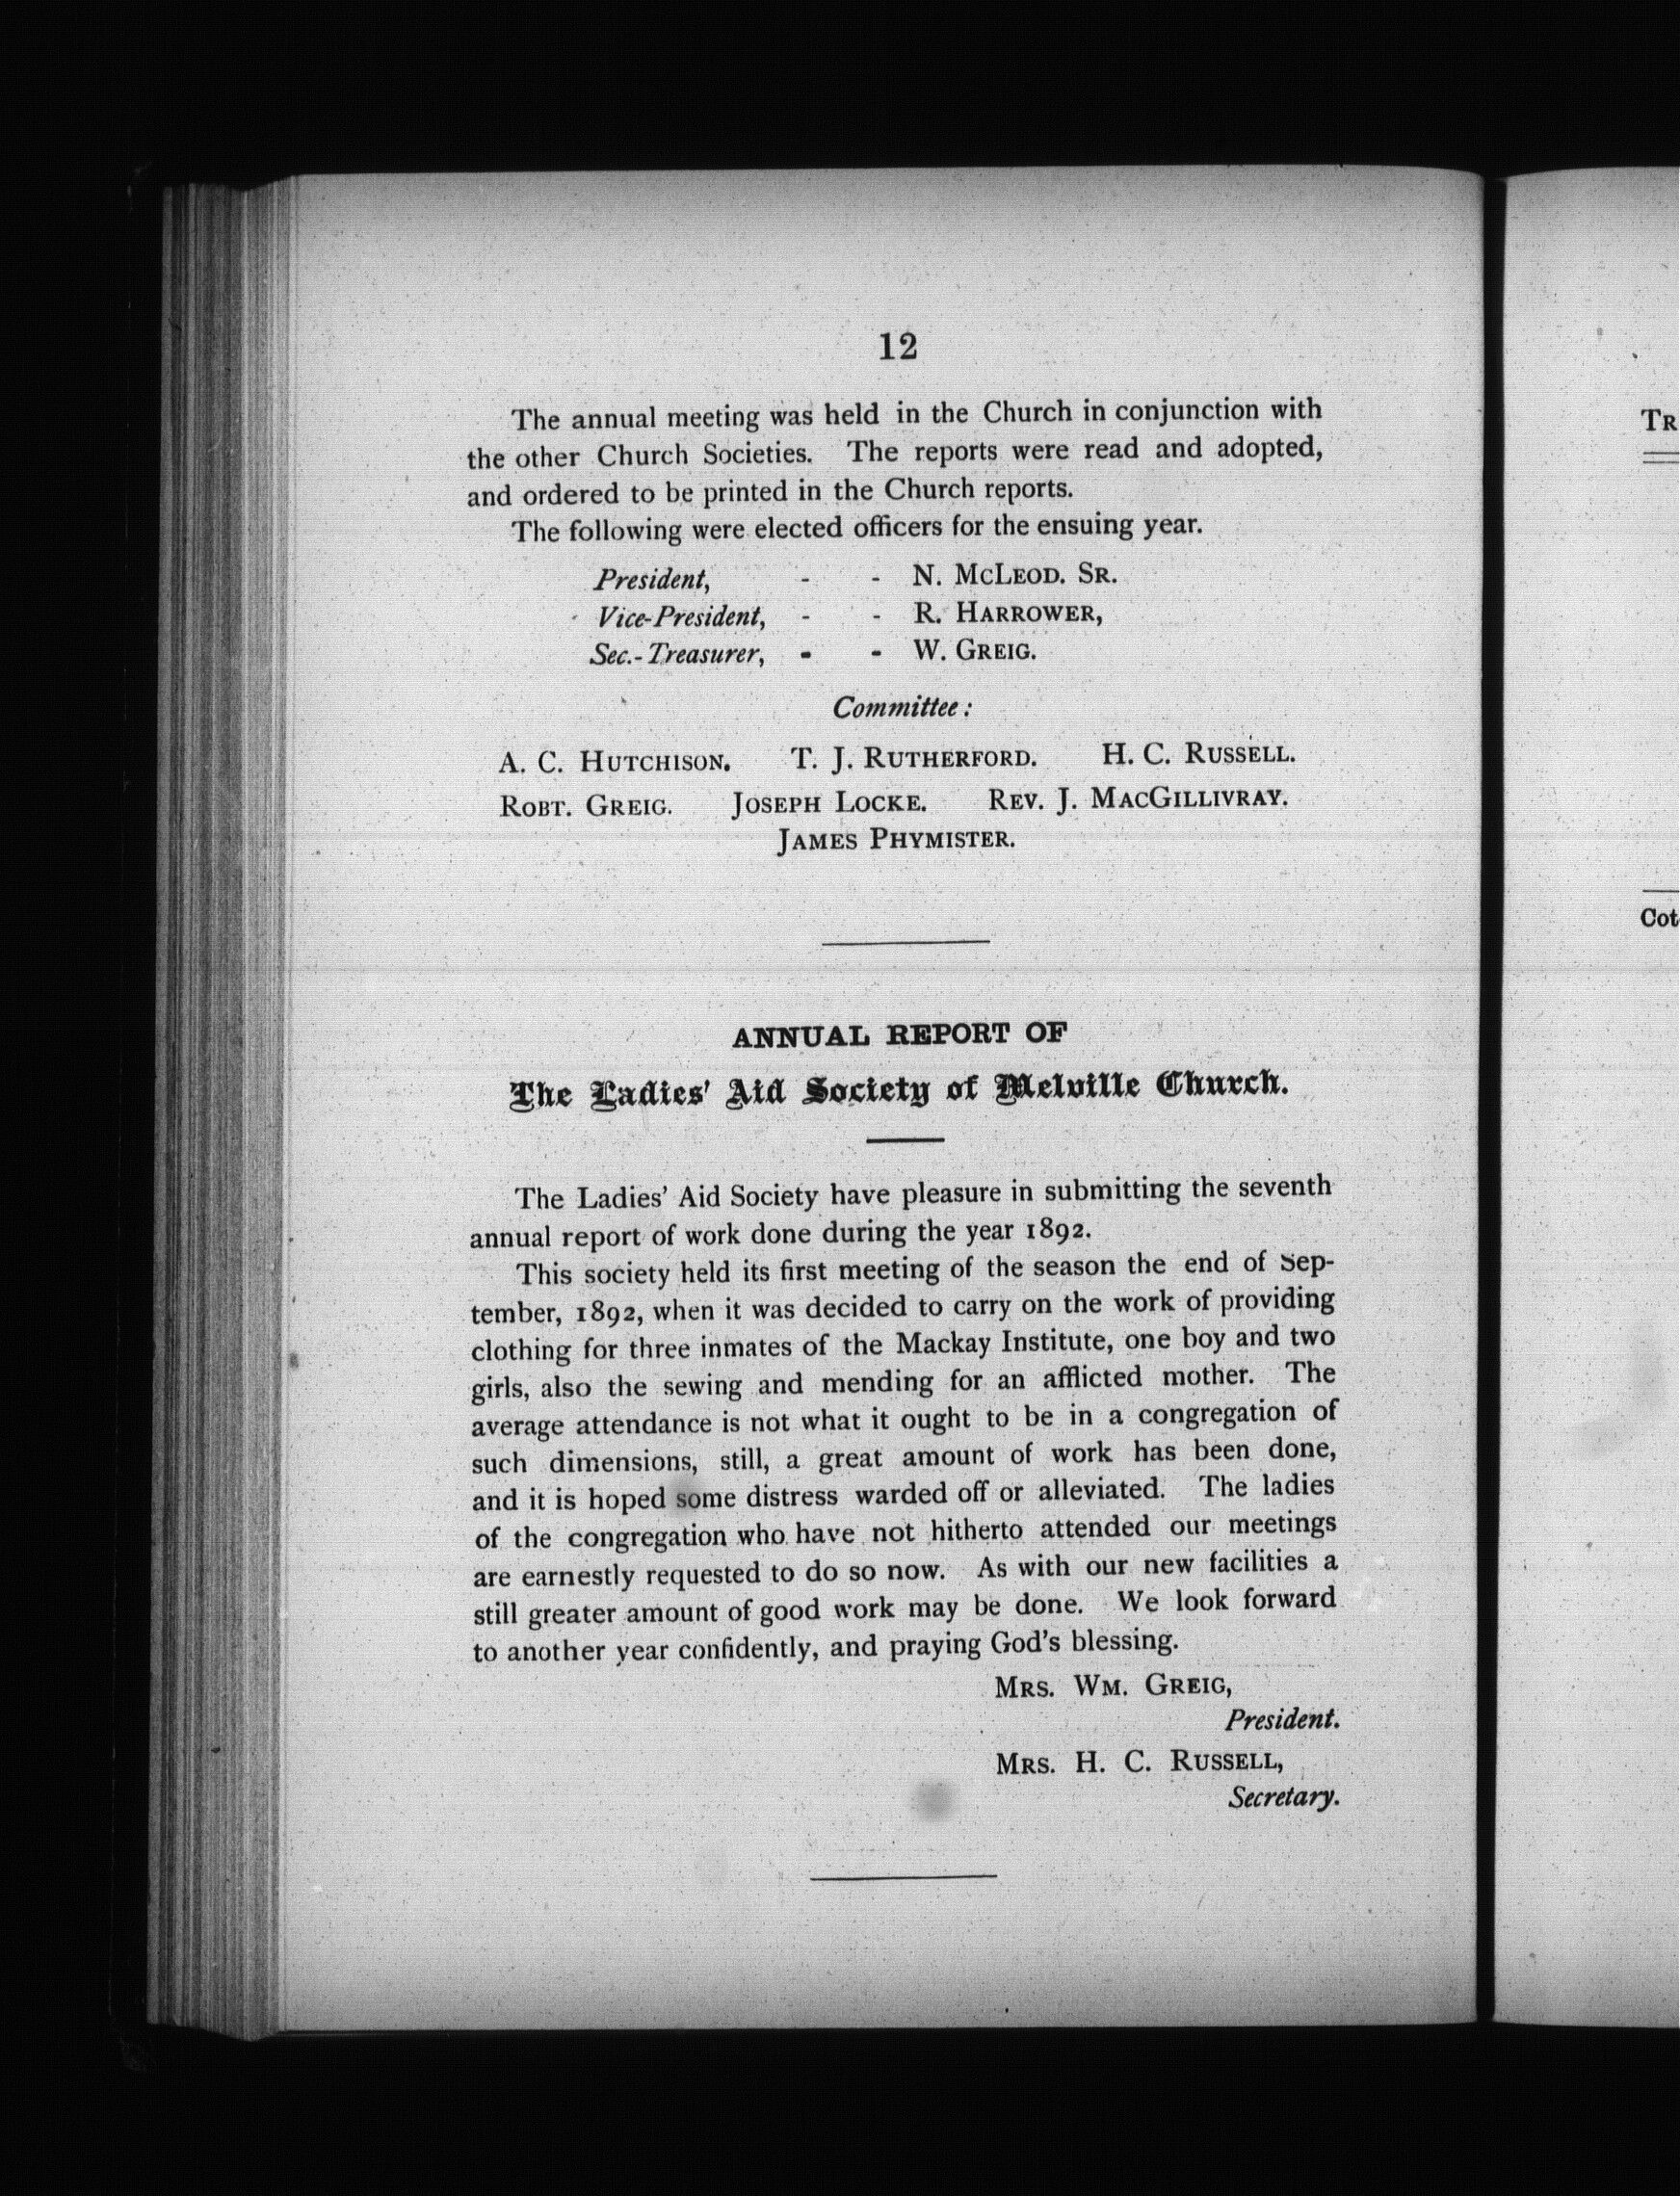 12
The annual meeting was held in the Church in conjunction with
the other Church Societies. The reports were read and adopted,
and ordered to be printed in the Church reports.
The following were elected officers for the ensuing year.
President, - - N. McLeod. Sr.
Vice-President, - - R. Harrower,
Sec.-Treasurer, - - W. Greig.
Committee:
A. C. Hutchison. T. J. Rutherford. H. C. Russell.
Robt. Greig. Joseph Locke. Rev. J. MacGillivray.
James Phymister.
ANNUAL REPORT OF
The Ladies' Aid Society of Melville Church.
The Ladies' Aid Society have pleasure in submitting the seventh
annual report of work done during the year 1892.
This society held its first meeting of the season the end of Sep-
tember, 1892, when it was decided to carry on the work of providing
clothing for three inmates of the Mackay Institute, one boy and two
girls, also the sewing and mending for an afflicted mother. The
average attendance is not what it ought to be in a congregation of
such dimensions, still, a great amount of work has been done,
and it is hoped some distress warded off or alleviated. The ladies
of the congregation who have not hitherto attended our meetings
are earnestly requested to do so now. As with our new facilities a
still greater amount of good work may be done. We look forward
to another year confidently, and praying God's blessing.
Mrs. Wm. Greig,
President.
Mrs. H. C. Russell,
Secretary.
Tr
Cot